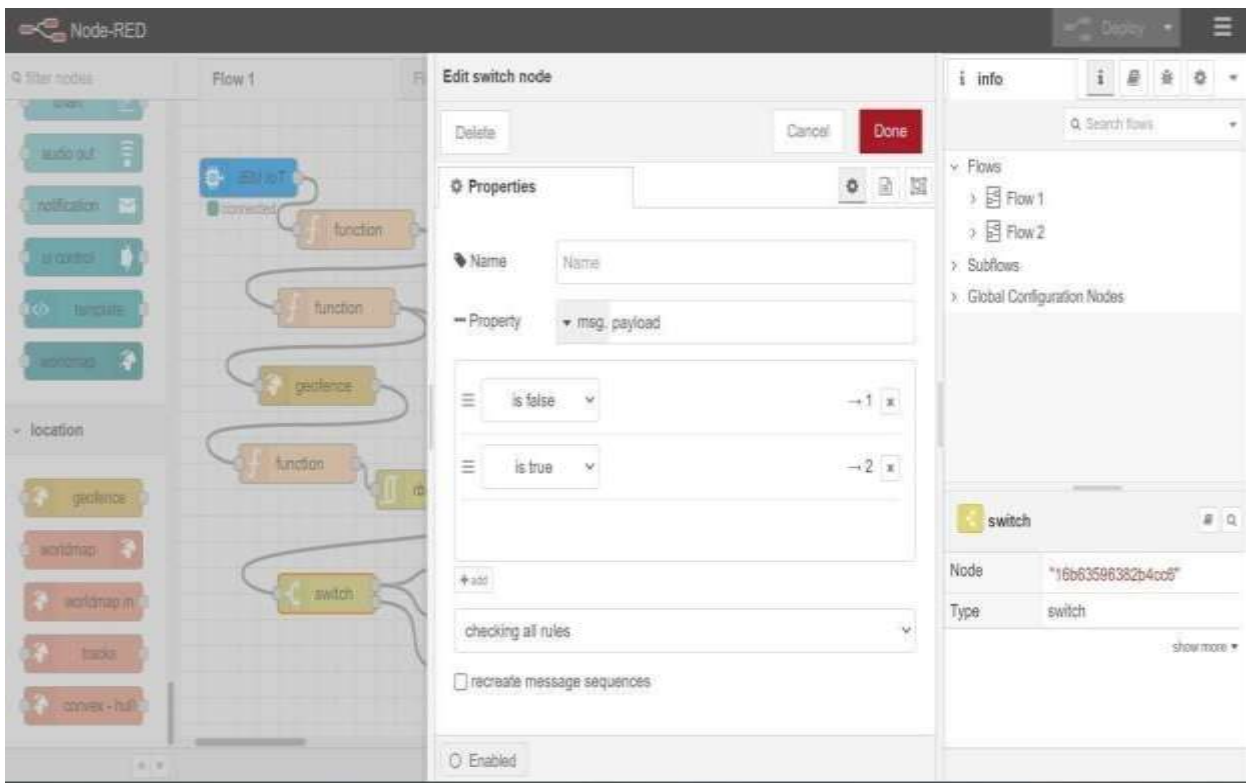 Node-RED
Deploy
filter nodes
Flow 1
Edit switch node
i info
Search flows
Delete
Cancel
Done
Properties
Flows
Flow 1
Flow 2
Subflows
Global Configuration Nodes
audio out
notification
ui control
template
worldmap
connected
function
function
geofence
function
switch
Name
Name
Property
msg. payload
is false
→ 1
x
is true
→ 2
x
+ add
checking all rules
recreate message sequences
Enabled
location
geofence
worldmap
worldmap in
tracks
convex - hull
switch
Node
"16b63596382b4cc6"
Type
switch
show more